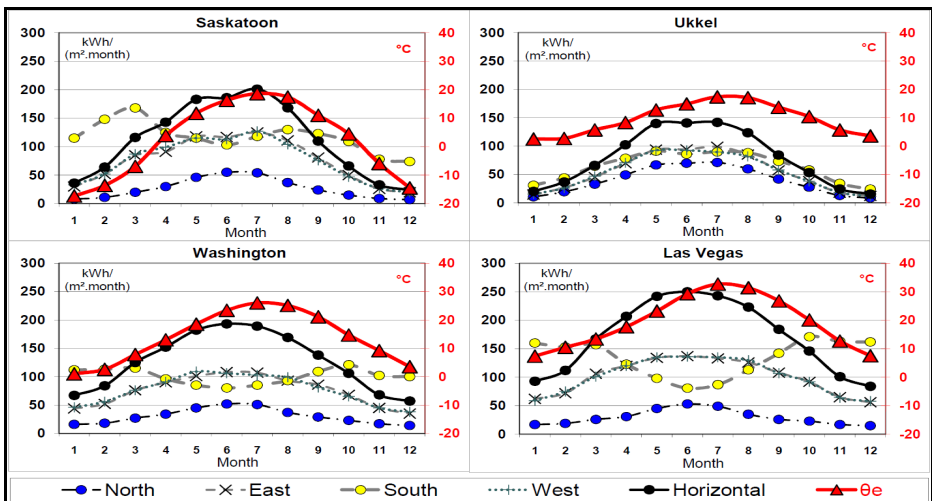 Saskatoon
kWh/
(m².month)
°C
300
250
200
150
100
50
0
40
30
20
10
0
-10
-20
1 2 3 4 5 6 7 8 9 10 11 12
Month
Ukkel
kWh/
(m².month)
°C
300
250
200
150
100
50
0
40
30
20
10
0
-10
-20
1 2 3 4 5 6 7 8 9 10 11 12
Month
Washington
kWh/
(m².month)
°C
300
250
200
150
100
50
0
40
30
20
10
0
-10
-20
1 2 3 4 5 6 7 8 9 10 11 12
Month
Las Vegas
kWh/
(m².month)
°C
300
250
200
150
100
50
0
40
30
20
10
0
-10
-20
1 2 3 4 5 6 7 8 9 10 11 12
Month
North East South West Horizontal θe